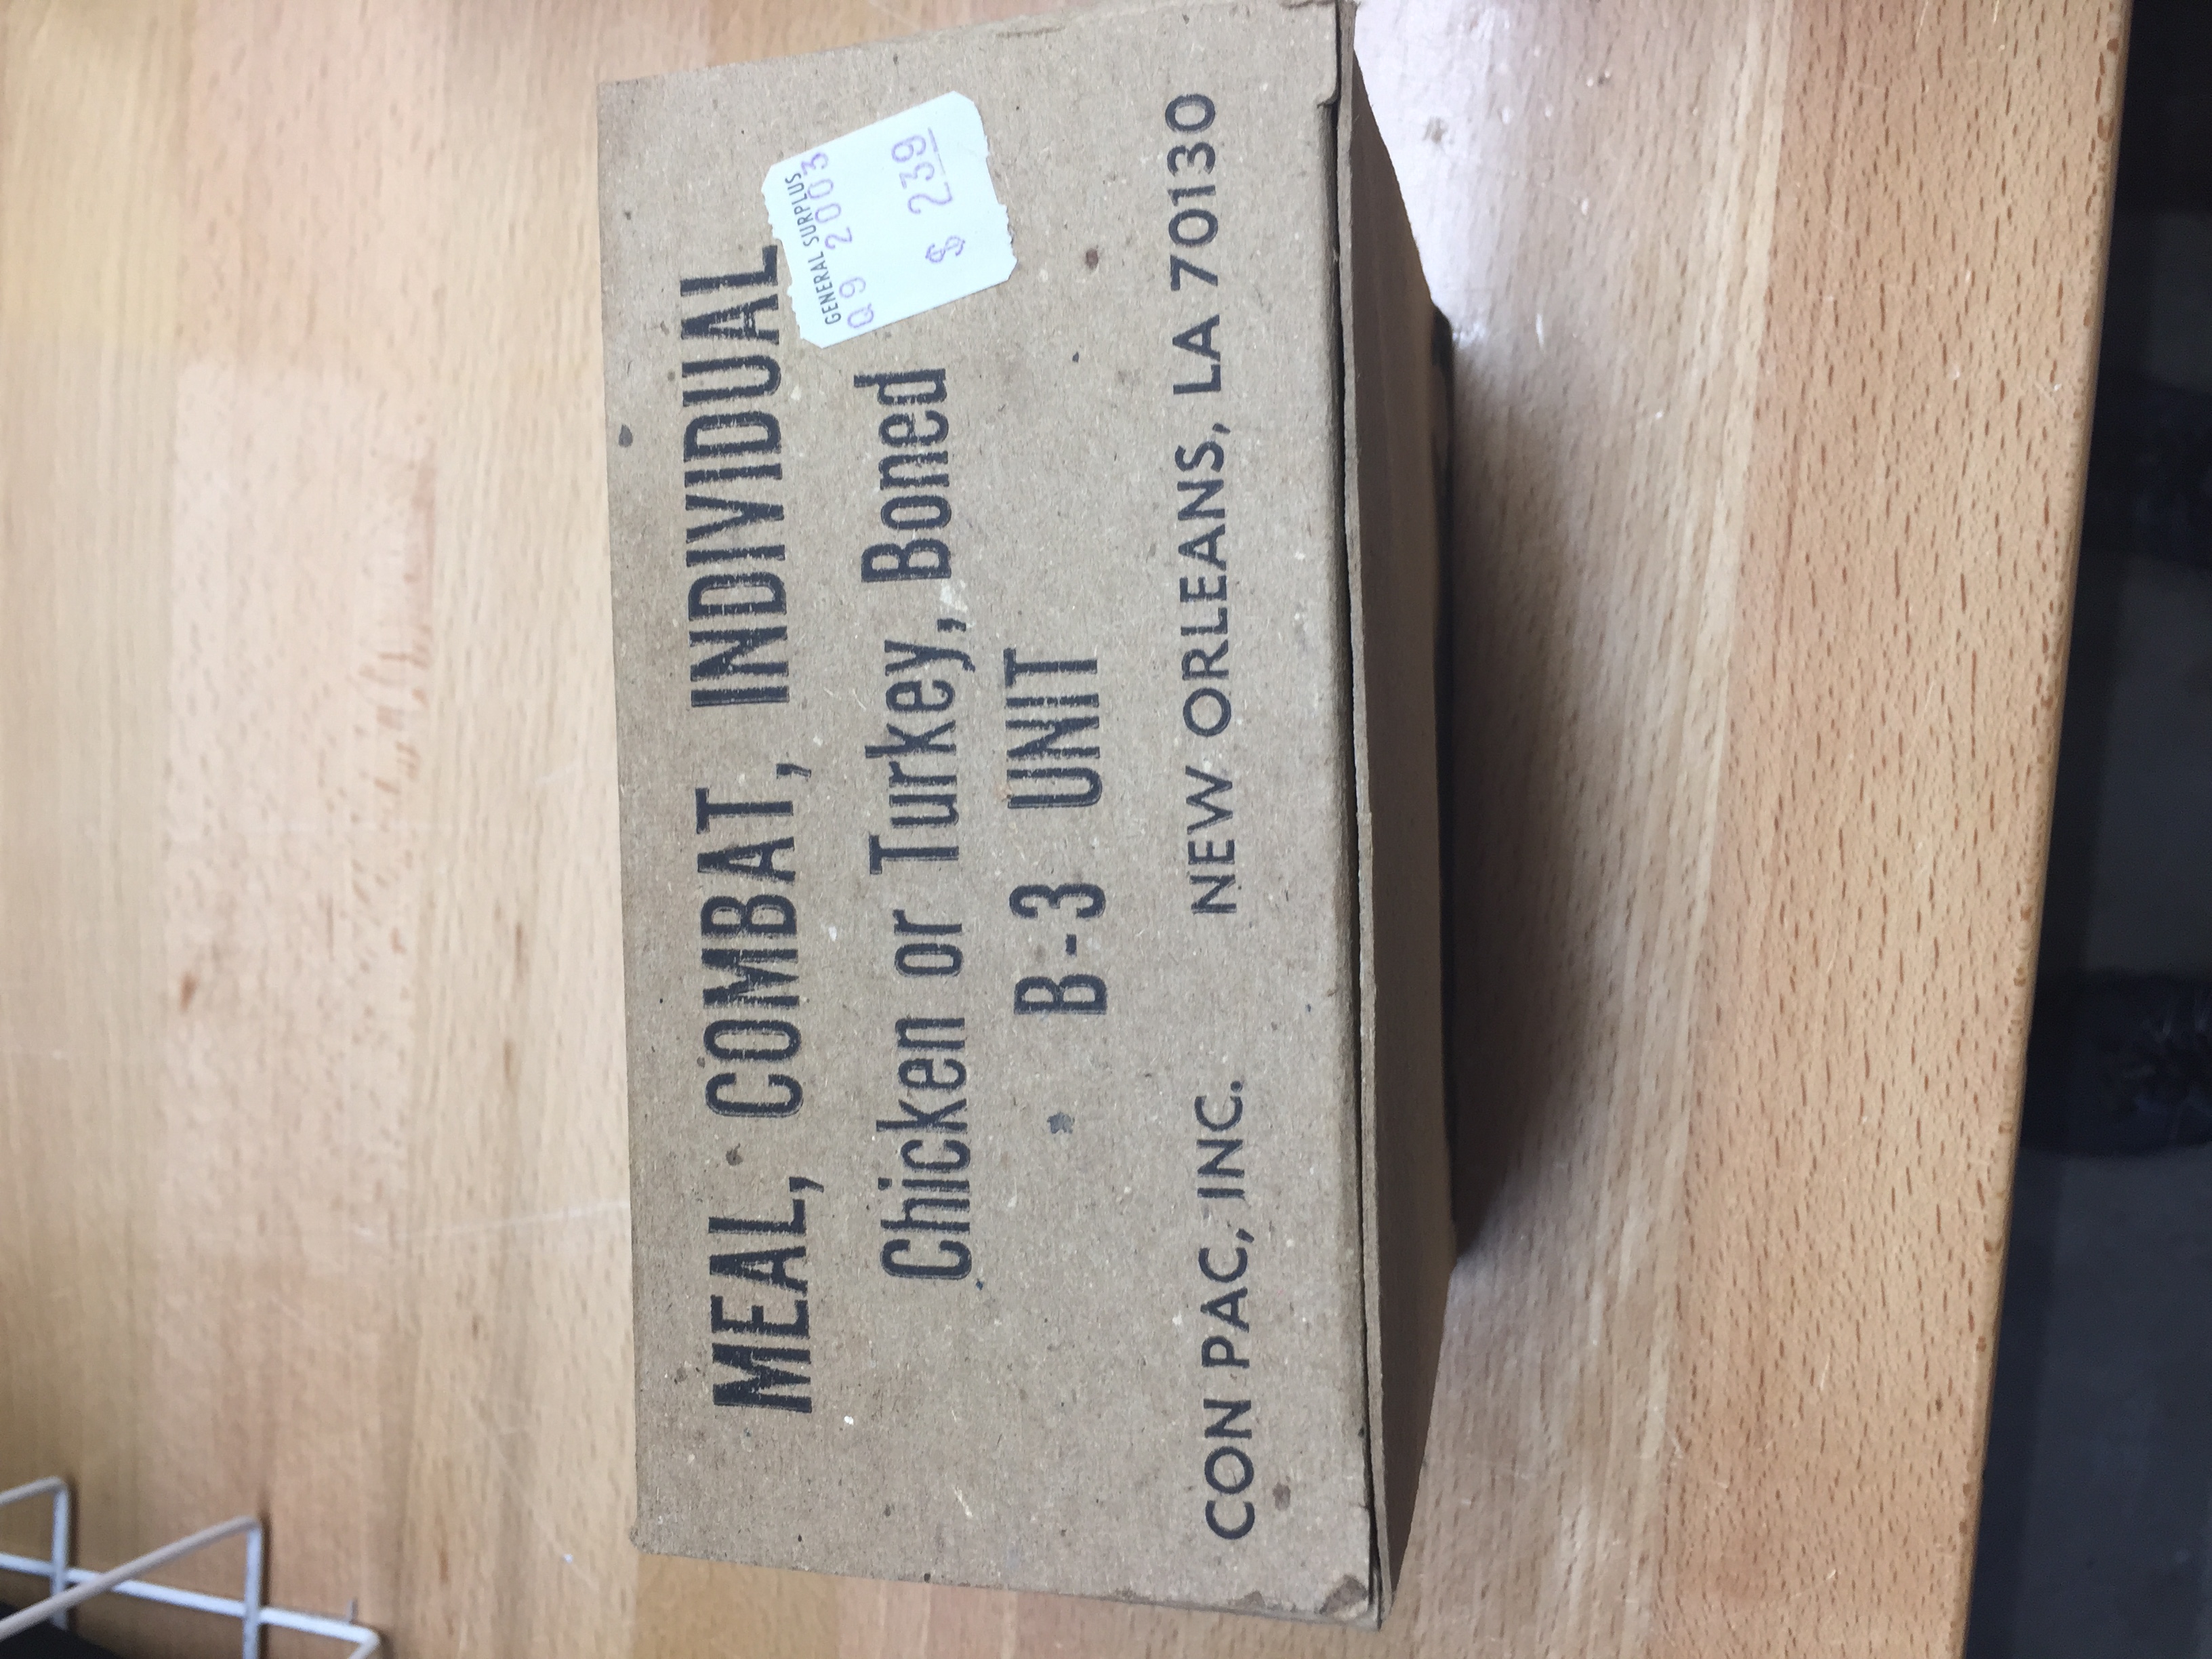 MEAL, COMBAT, INDIVIDUAL
Chicken or Turkey, Boned
B-3 UNIT
CON PAC, INC. NEW ORLEANS, LA 70130
GENERAL SURPLUS
Q9 2003
$ 239